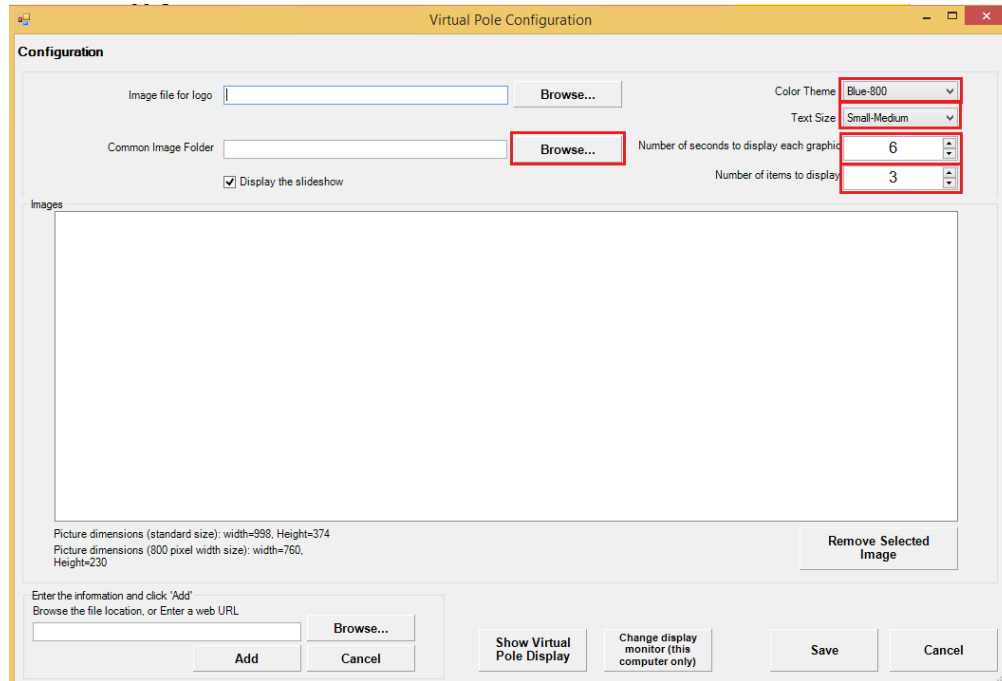 Virtual Pole Configuration
Configuration
Image file for logo
Browse...
Color Theme
Blue-800
Text Size
Small-Medium
Common Image Folder
Browse...
Number of seconds to display each graphic
6
Display the slideshow
Number of items to display
3
Images
Picture dimensions (standard size): width=998, Height=374
Picture dimensions (800 pixel width size): width=760,
Height=230
Remove Selected
Image
Enter the information and click 'Add'
Browse the file location, or Enter a web URL
Browse...
Add
Cancel
Show Virtual
Pole Display
Change display
monitor (this
computer only)
Save
Cancel